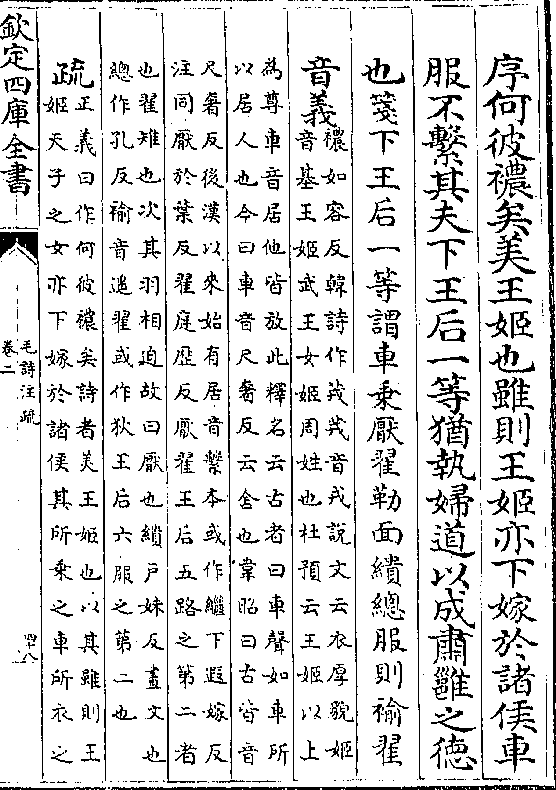 序何彼襛矣美王姬也雖則王姬亦下嫁於諸侯車
服不繫其夫下王后一等猶執婦道以成肅雝之德
也箋下王后一等謂車乘厭翟勒面繢總服則褕翟
音義襛如容反韓詩作茙茙音戎說文云衣厚貌姬
音基王姬武王女姬周姓也杜預云王姬以上
為尊車音居他皆放此釋名云古者曰車聲如車所
以居人也今曰車音尺奢反云舍也韋昭曰古皆音
尺奢反後漢以來始有居音繫本或作繼下遐嫁反
注同厭於葉反翟庭歴反厭翟王后五路之第二者
也翟雉也次其羽相迫故曰厭也繢戶妹反畫文也
總作孔反褕音遙翟或作狄王后六服之第二也
疏正義曰作何彼襛矣詩者美王姬也以其雖則王
姬天子之女亦下嫁於諸侯其所乘之車所衣之
欽定四庫全書
毛詩注疏
卷二
四十八